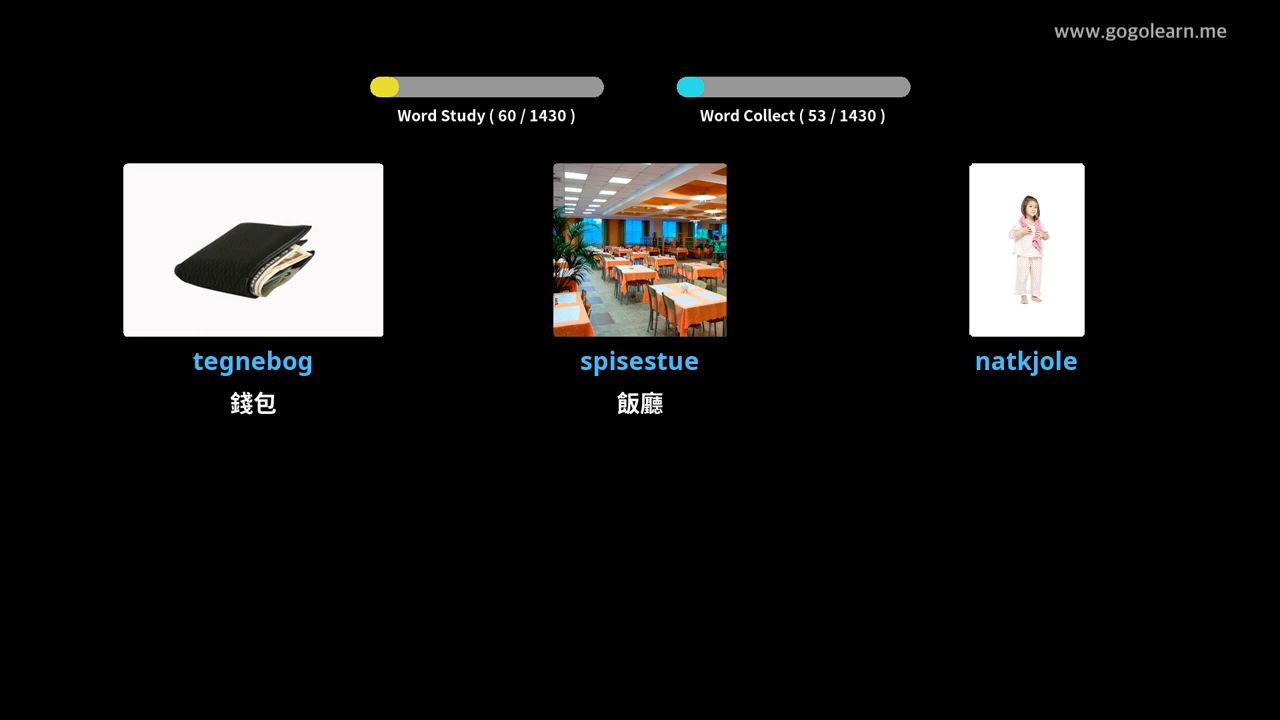 www.gogolearn.me
Word Study ( 60 / 1430 )
Word Collect ( 53 / 1430 )
tegnebog
spisestue
natkjole
錢包
飯廳